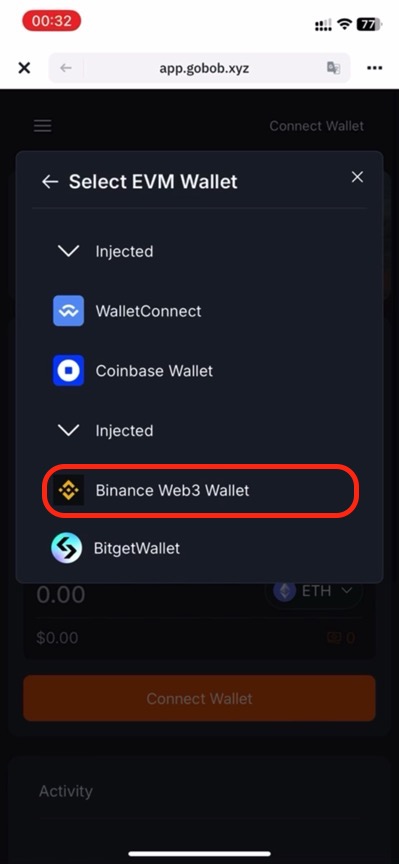 00:32
77
app.gobob.xyz
Connect Wallet
Select EVM Wallet
Injected
WalletConnect
Coinbase Wallet
Injected
Binance Web3 Wallet
BitgetWallet
0.00
ETH
$0.00
0
Connect Wallet
Activity